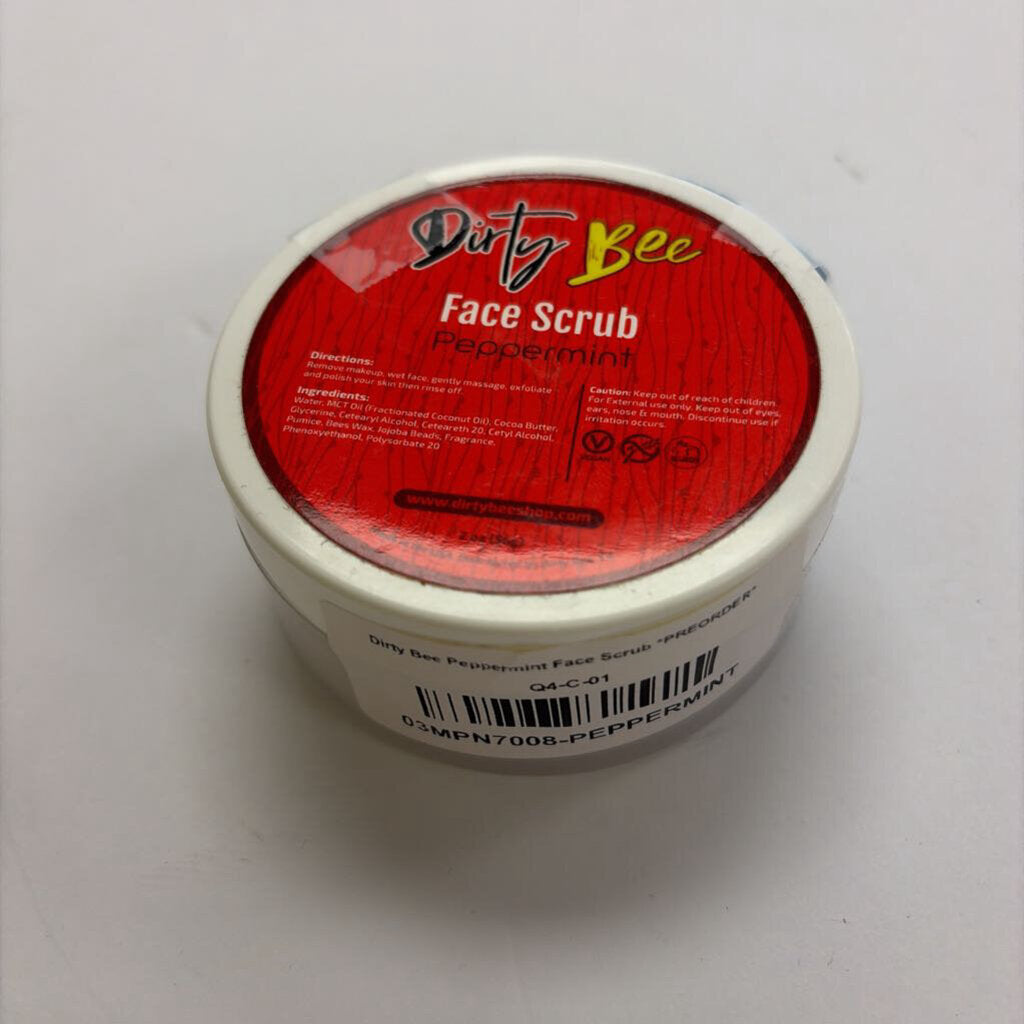 Dirty Bee
Face Scrub
Peppermint
Directions:
Remove makeup, wet face, gently massage, exfoliate
and polish your skin then rinse off.
Ingredients:
Water, MCT Oil (Fractionated Coconut Oil), Cocoa Butter,
Glycerine, Cetearyl Alcohol, Ceteareth 20, Cetyl Alcohol,
Pumice, Bees Wax, Jojoba Beads, Fragrance,
Phenoxyethanol, Polysorbate 20
Caution: Keep out of reach of children.
For External use only. Keep out of eyes,
ears, nose & mouth. Discontinue use if
irritation occurs.
VEGAN
www.dirtybeeshop.com
2 oz (56g)
Dirty Bee Peppermint Face Scrub *PREORDER*
Q4-C-01
03MPN7008-PEPPERMINT